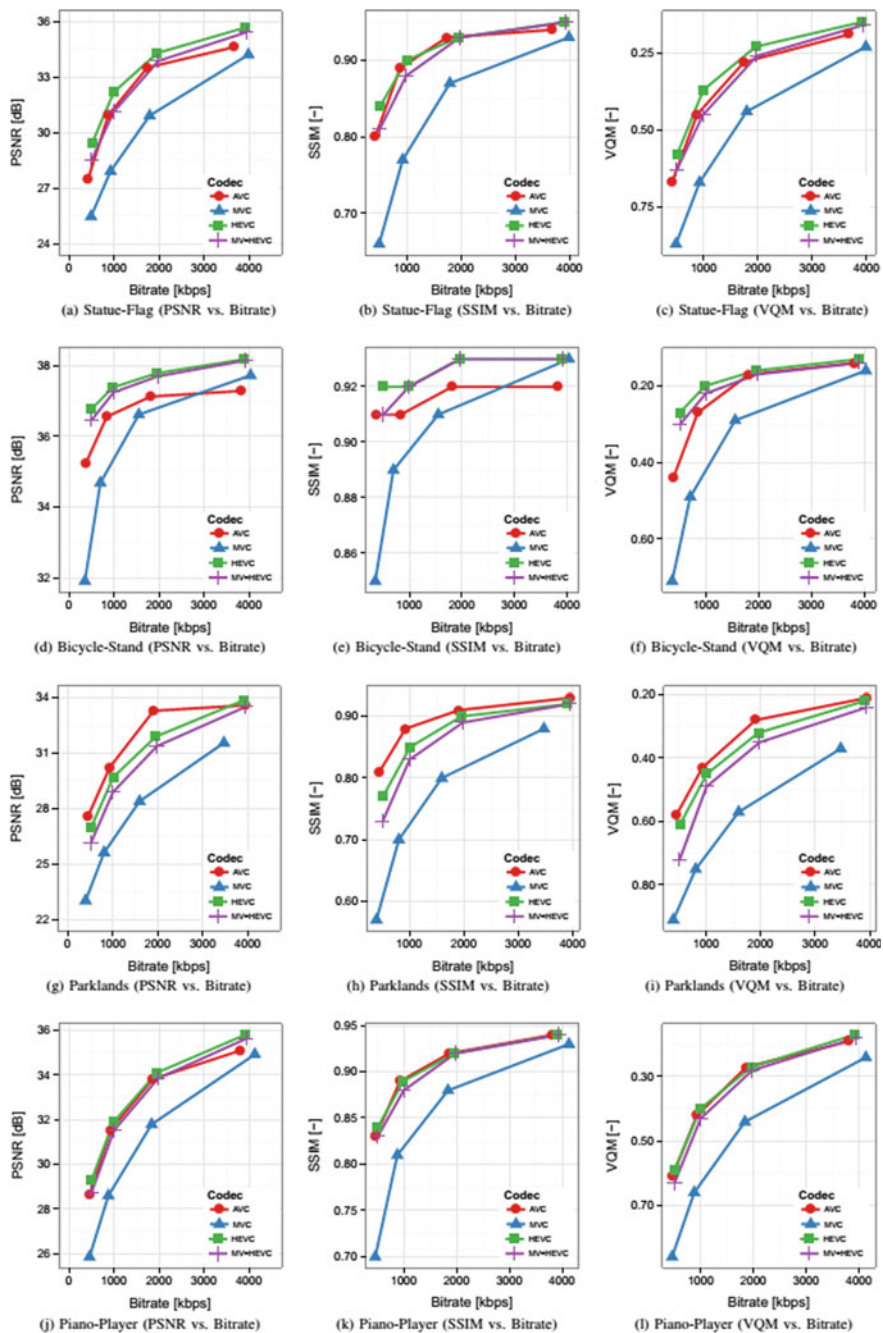 36
33
30
27
24
PSNR [dB]
Codec
AVC
MVC
HEVC
MV-HEVC
0 1000 2000 3000 4000
Bitrate [kbps]
(a) Statue-Flag (PSNR vs. Bitrate)
0.90
0.80
0.70
SSIM [-]
Codec
AVC
MVC
HEVC
MV-HEVC
1000 2000 3000 4000
Bitrate [kbps]
(b) Statue-Flag (SSIM vs. Bitrate)
0.25
0.50
0.75
VQM [-]
Codec
AVC
MVC
HEVC
MV-HEVC
1000 2000 3000 4000
Bitrate [kbps]
(c) Statue-Flag (VQM vs. Bitrate)
38
36
34
32
PSNR [dB]
Codec
AVC
MVC
HEVC
MV-HEVC
0 1000 2000 3000 4000
Bitrate [kbps]
(d) Bicycle-Stand (PSNR vs. Bitrate)
0.92
0.90
0.88
0.86
SSIM [-]
Codec
AVC
MVC
HEVC
MV-HEVC
1000 2000 3000 4000
Bitrate [kbps]
(e) Bicycle-Stand (SSIM vs. Bitrate)
0.20
0.40
0.60
VQM [-]
Codec
AVC
MVC
HEVC
MV-HEVC
1000 2000 3000 4000
Bitrate [kbps]
(f) Bicycle-Stand (VQM vs. Bitrate)
34
31
28
25
22
PSNR [dB]
Codec
AVC
MVC
HEVC
MV-HEVC
0 1000 2000 3000 4000
Bitrate [kbps]
(g) Parklands (PSNR vs. Bitrate)
0.90
0.80
0.70
0.60
SSIM [-]
Codec
AVC
MVC
HEVC
MV-HEVC
1000 2000 3000 4000
Bitrate [kbps]
(h) Parklands (SSIM vs. Bitrate)
0.20
0.40
0.60
0.80
VQM [-]
Codec
AVC
MVC
HEVC
MV-HEVC
1000 2000 3000 4000
Bitrate [kbps]
(i) Parklands (VQM vs. Bitrate)
36
34
32
30
28
26
PSNR [dB]
Codec
AVC
MVC
HEVC
MV-HEVC
0 1000 2000 3000 4000
Bitrate [kbps]
(j) Piano-Player (PSNR vs. Bitrate)
0.95
0.90
0.85
0.80
0.75
0.70
SSIM [-]
Codec
AVC
MVC
HEVC
MV-HEVC
1000 2000 3000 4000
Bitrate [kbps]
(k) Piano-Player (SSIM vs. Bitrate)
0.30
0.50
0.70
VQM [-]
Codec
AVC
MVC
HEVC
MV-HEVC
1000 2000 3000 4000
Bitrate [kbps]
(l) Piano-Player (VQM vs. Bitrate)